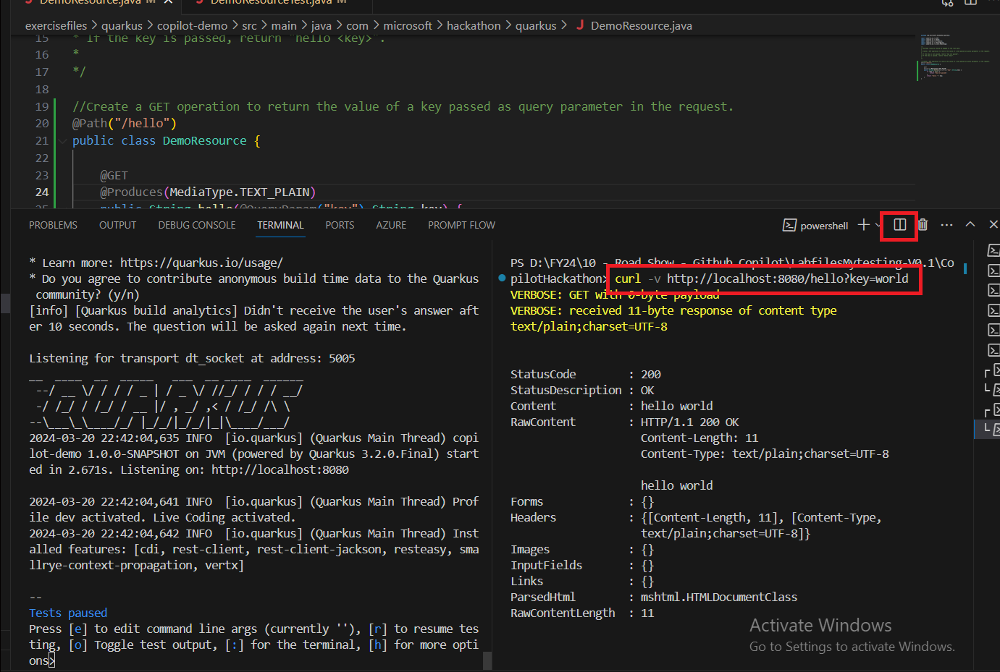 DemoResource.java M
DemoResourceTest.java M
exercisefiles > quarkus > copilot-demo > src > main > java > com > microsoft > hackathon > quarkus > J DemoResource.java
15 * If the key is passed, return "hello <key>".
16 *
17 */
18
19 //Create a GET operation to return the value of a key passed as query parameter in the request.
20 @Path("/hello")
21 public class DemoResource {
22
23 @GET
24 @Produces(MediaType.TEXT_PLAIN)
25 public String hello(@QueryParam("key") String key) {
PROBLEMS OUTPUT DEBUG CONSOLE TERMINAL PORTS AZURE PROMPT FLOW
powershell
* Learn more: https://quarkus.io/usage/
* Do you agree to contribute anonymous build time data to the Quarkus
community? (y/n)
[info] [Quarkus build analytics] Didn't receive the user's answer aft
er 10 seconds. The question will be asked again next time.
Listening for transport dt_socket at address: 5005
__  ____  __  _____   ___  __ ____  ______
 --/ __ \/ / / / _ | / _ \/ //_/ / / / __/
 -/ /_/ / /_/ / __ |/ , _/ ,< / /_/ /\ \
--\___\_\____/_/ |_/_/|_/_/|_|\____/___/
2024-03-20 22:42:04,635 INFO  [io.quarkus] (Quarkus Main Thread) copi
lot-demo 1.0.0-SNAPSHOT on JVM (powered by Quarkus 3.2.0.Final) start
ed in 2.671s. Listening on: http://localhost:8080
2024-03-20 22:42:04,641 INFO  [io.quarkus] (Quarkus Main Thread) Prof
ile dev activated. Live Coding activated.
2024-03-20 22:42:04,642 INFO  [io.quarkus] (Quarkus Main Thread) Inst
alled features: [cdi, rest-client, rest-client-jackson, resteasy, sma
llrye-context-propagation, vertx]
--
Tests paused
Press [e] to edit command line args (currently ''), [r] to resume tes
ting, [o] Toggle test output, [:] for the terminal, [h] for more opti
ons>
PS D:\FY24\10 - Road Show - Github Copilot\LabfilesMytesting-V0.1\Co
pilotHackathon> curl -v http://localhost:8080/hello?key=world
VERBOSE: GET with 0-byte payload
VERBOSE: received 11-byte response of content type
text/plain;charset=UTF-8
StatusCode : 200
StatusDescription : OK
Content : hello world
RawContent : HTTP/1.1 200 OK
Content-Length: 11
Content-Type: text/plain;charset=UTF-8
hello world
Forms : {}
Headers : {[Content-Length, 11], [Content-Type,
text/plain;charset=UTF-8]}
Images : {}
InputFields : {}
Links : {}
ParsedHtml : mshtml.HTMLDocumentClass
RawContentLength : 11
Activate Windows
Go to Settings to activate Windows.